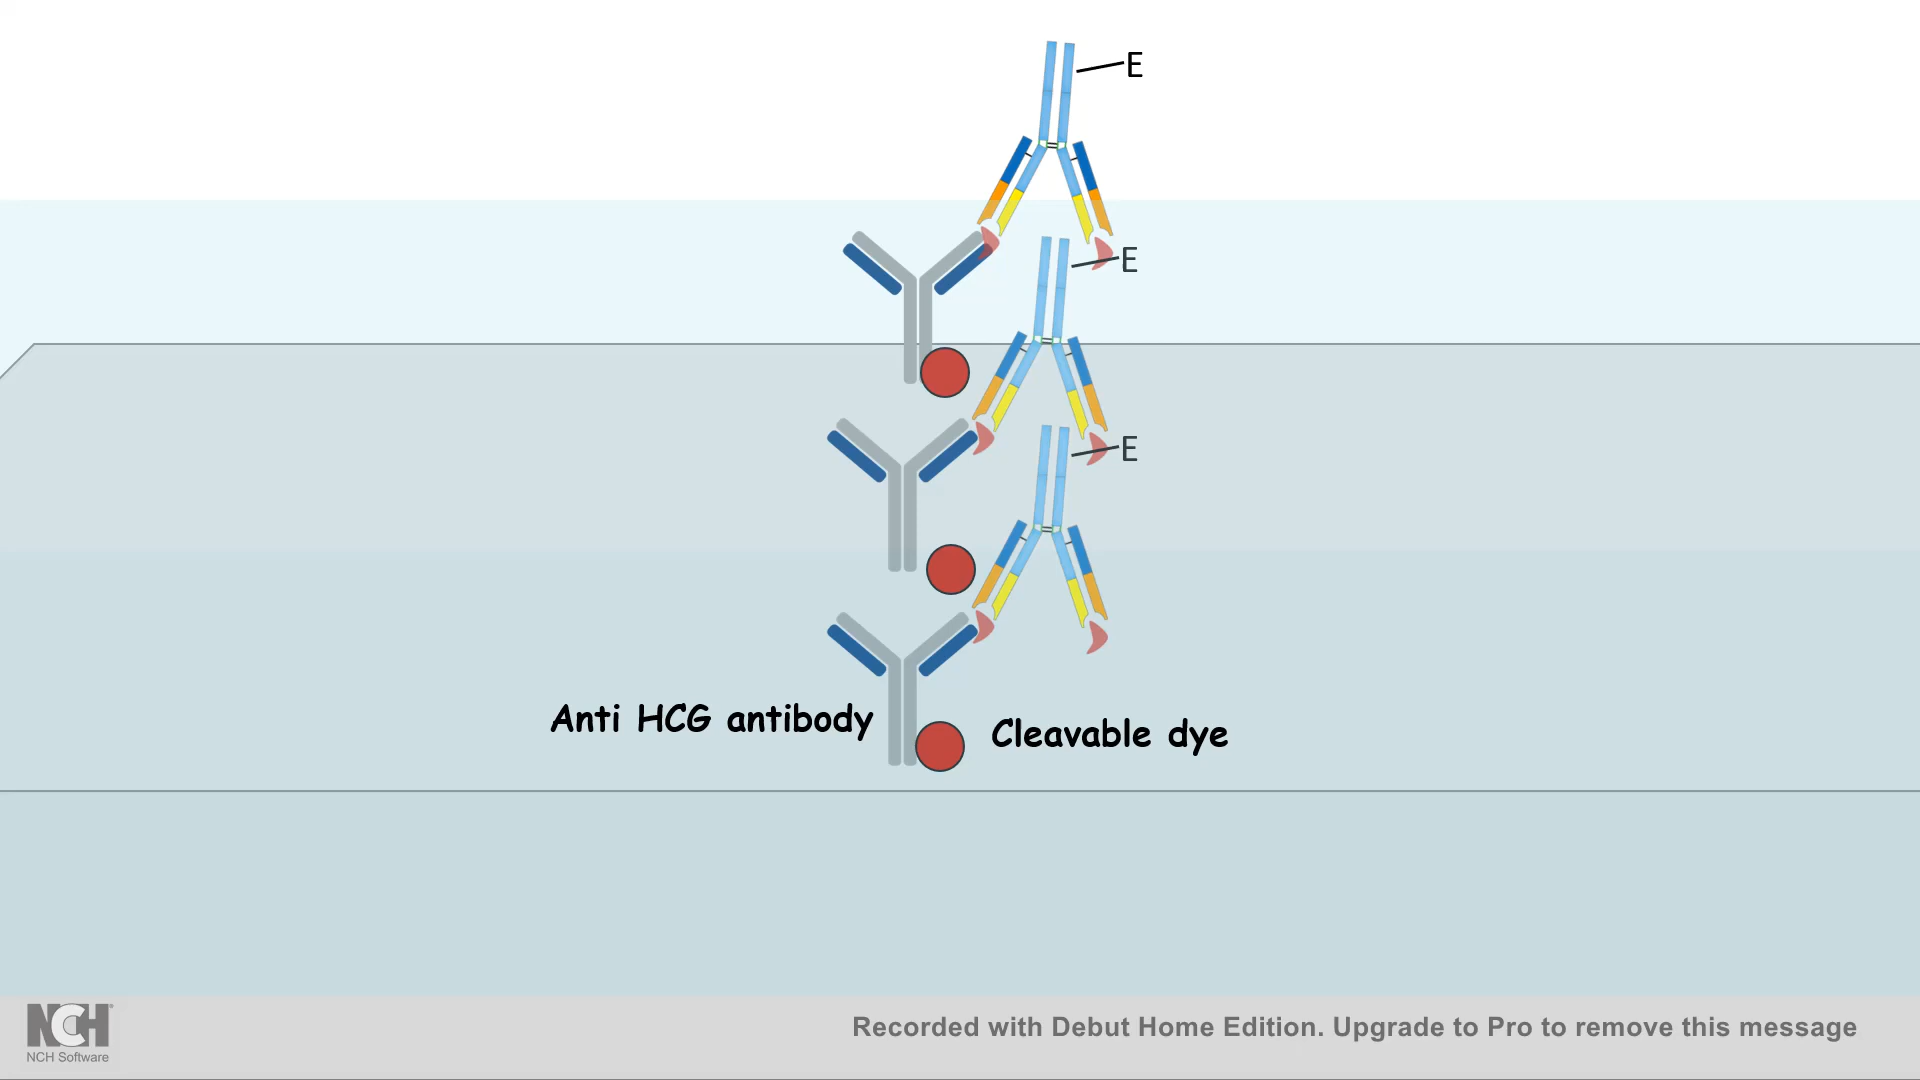 E
E
E
Anti HCG antibody
Cleavable dye
NCH
NCH Software
Recorded with Debut Home Edition. Upgrade to Pro to remove this message